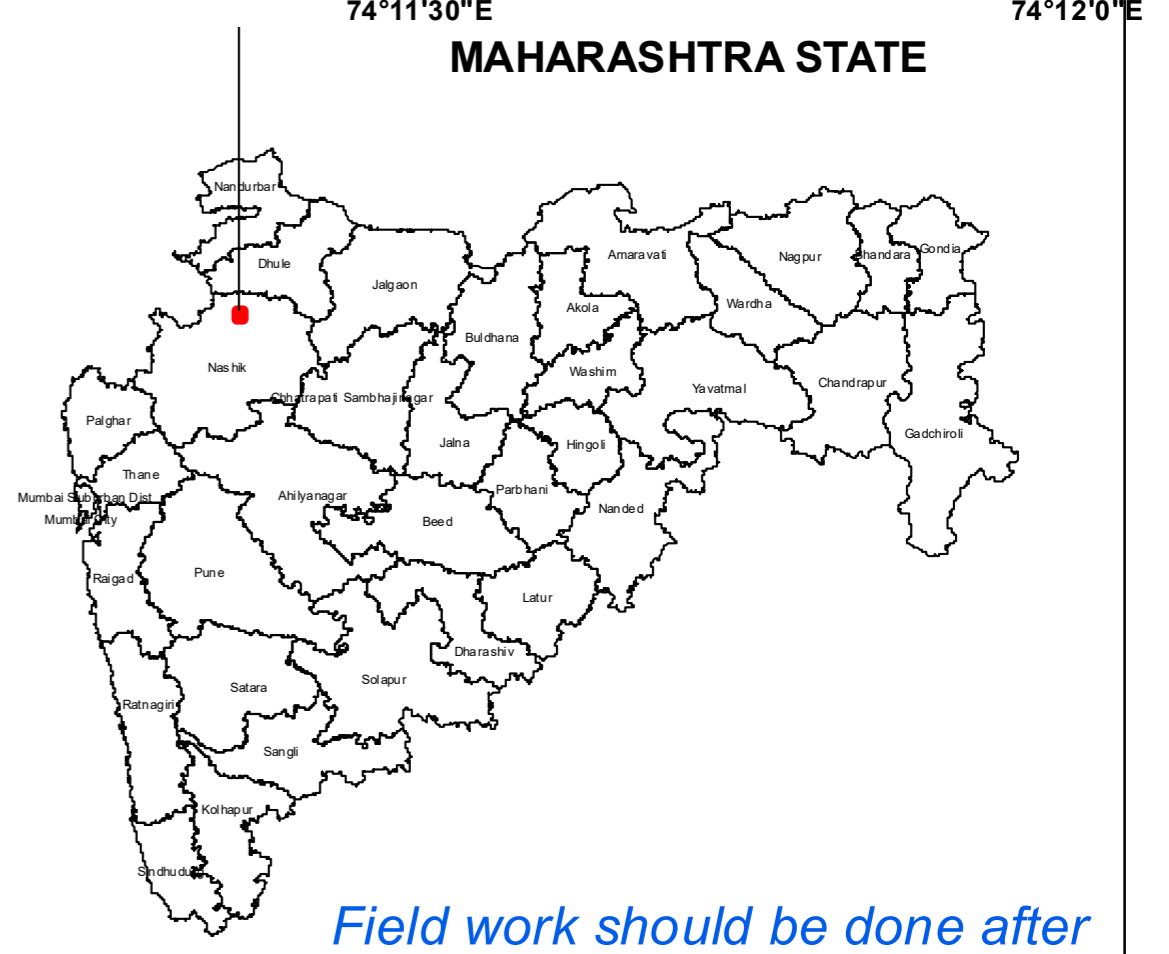 74°11'30"E 74°12'0"E
MAHARASHTRA STATE
Nandurbar
Dhule
Jalgaon
Amaravati
Nagpur
Bhandara
Gondia
Akola
Wardha
Buldhana
Nashik
Washim
Chhatrapati Sambhajinagar
Yavatmal
Chandrapur
Palghar
Jalna
Hingoli
Gadchiroli
Thane
Parbhani
Mumbai Suburban Dist
Ahilyanagar
Nanded
Mumbai City
Beed
Raigad
Pune
Latur
Dharashiv
Solapur
Satara
Ratnagiri
Sangli
Kolhapur
Field work should be done after